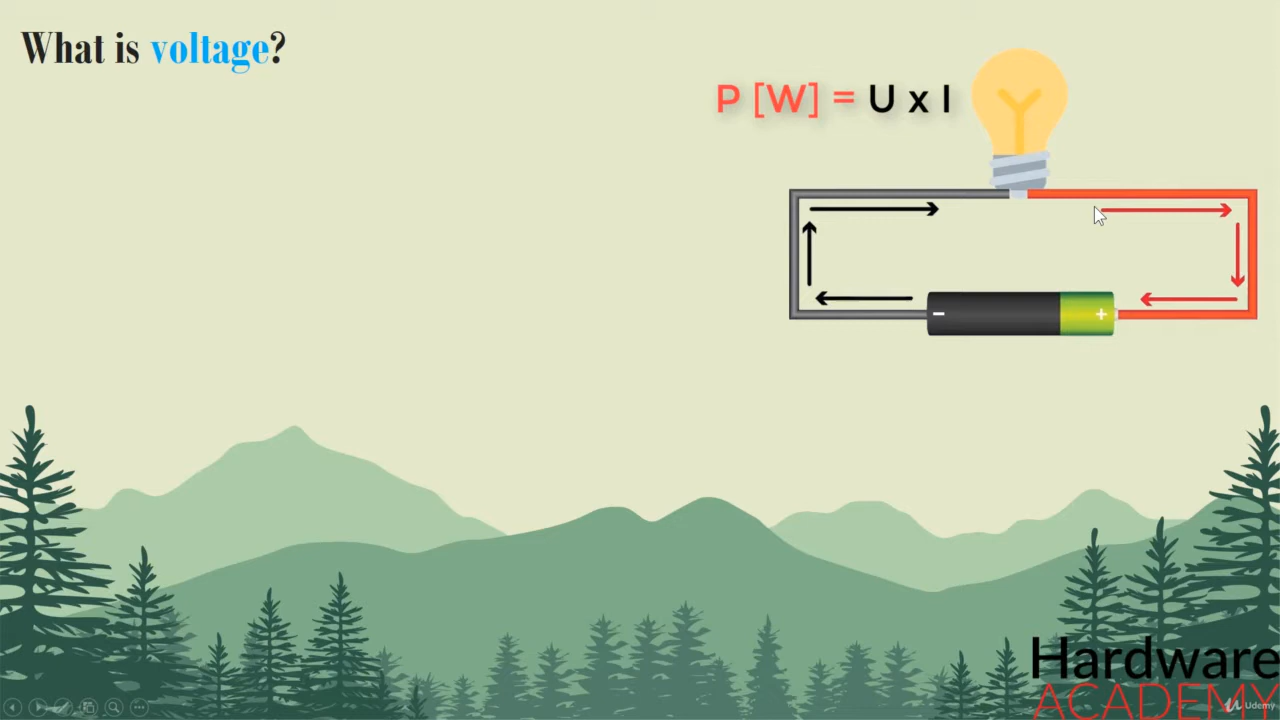 What is voltage?
P [W] = U x I
−
+
Hardware
ACADEMY
Udemy